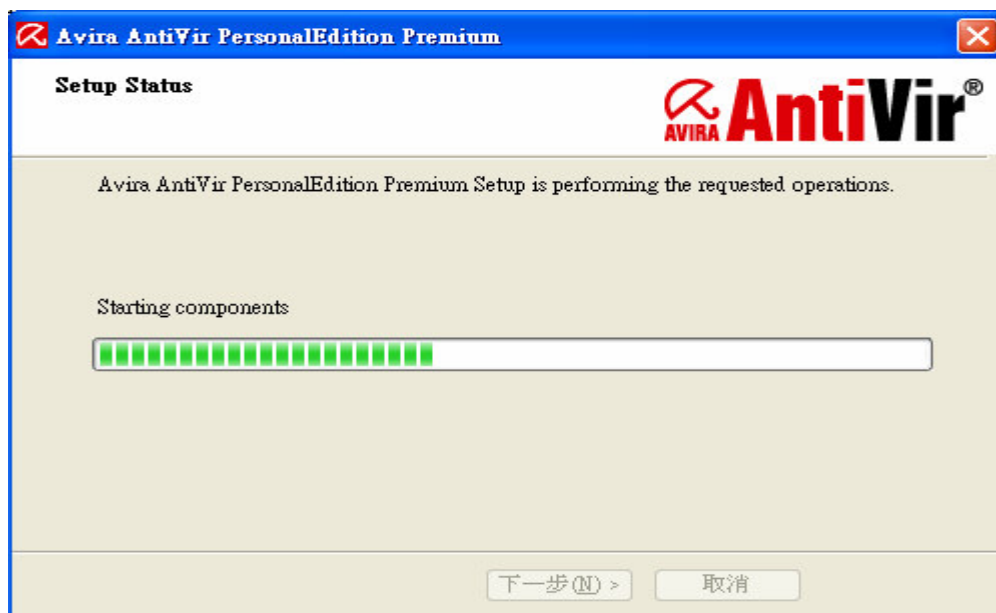 Avira AntiVir PersonalEdition Premium
Setup Status
AVIRA AntiVir®
Avira AntiVir PersonalEdition Premium Setup is performing the requested operations.
Starting components
下一步(N) > 取消